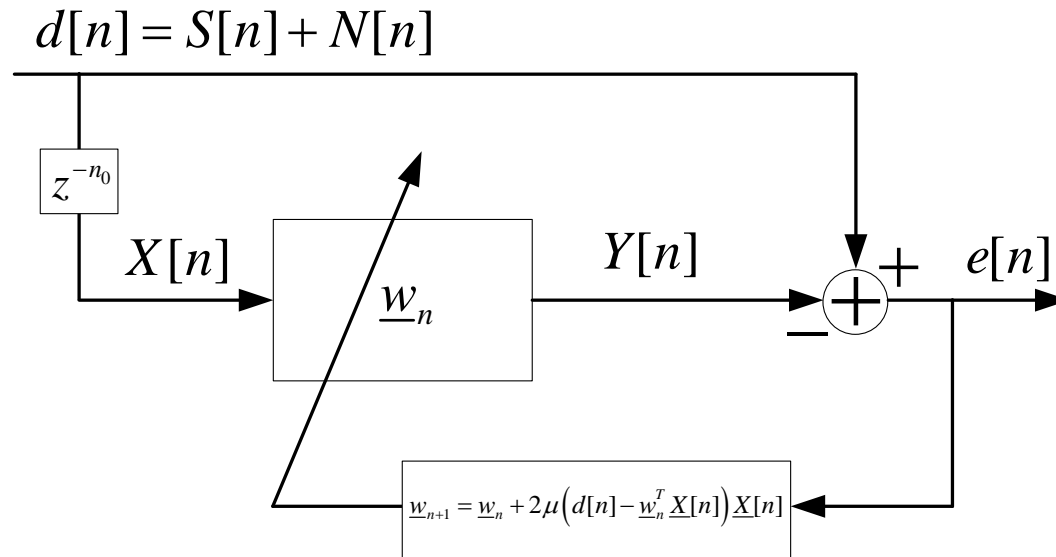 d[n] = S[n] + N[n]
z^{-n_0}
X[n]
w_n
Y[n]
+
+
−
e[n]
w_{n+1} = w_n + 2μ(d[n] − w_n^T X[n]) X[n]